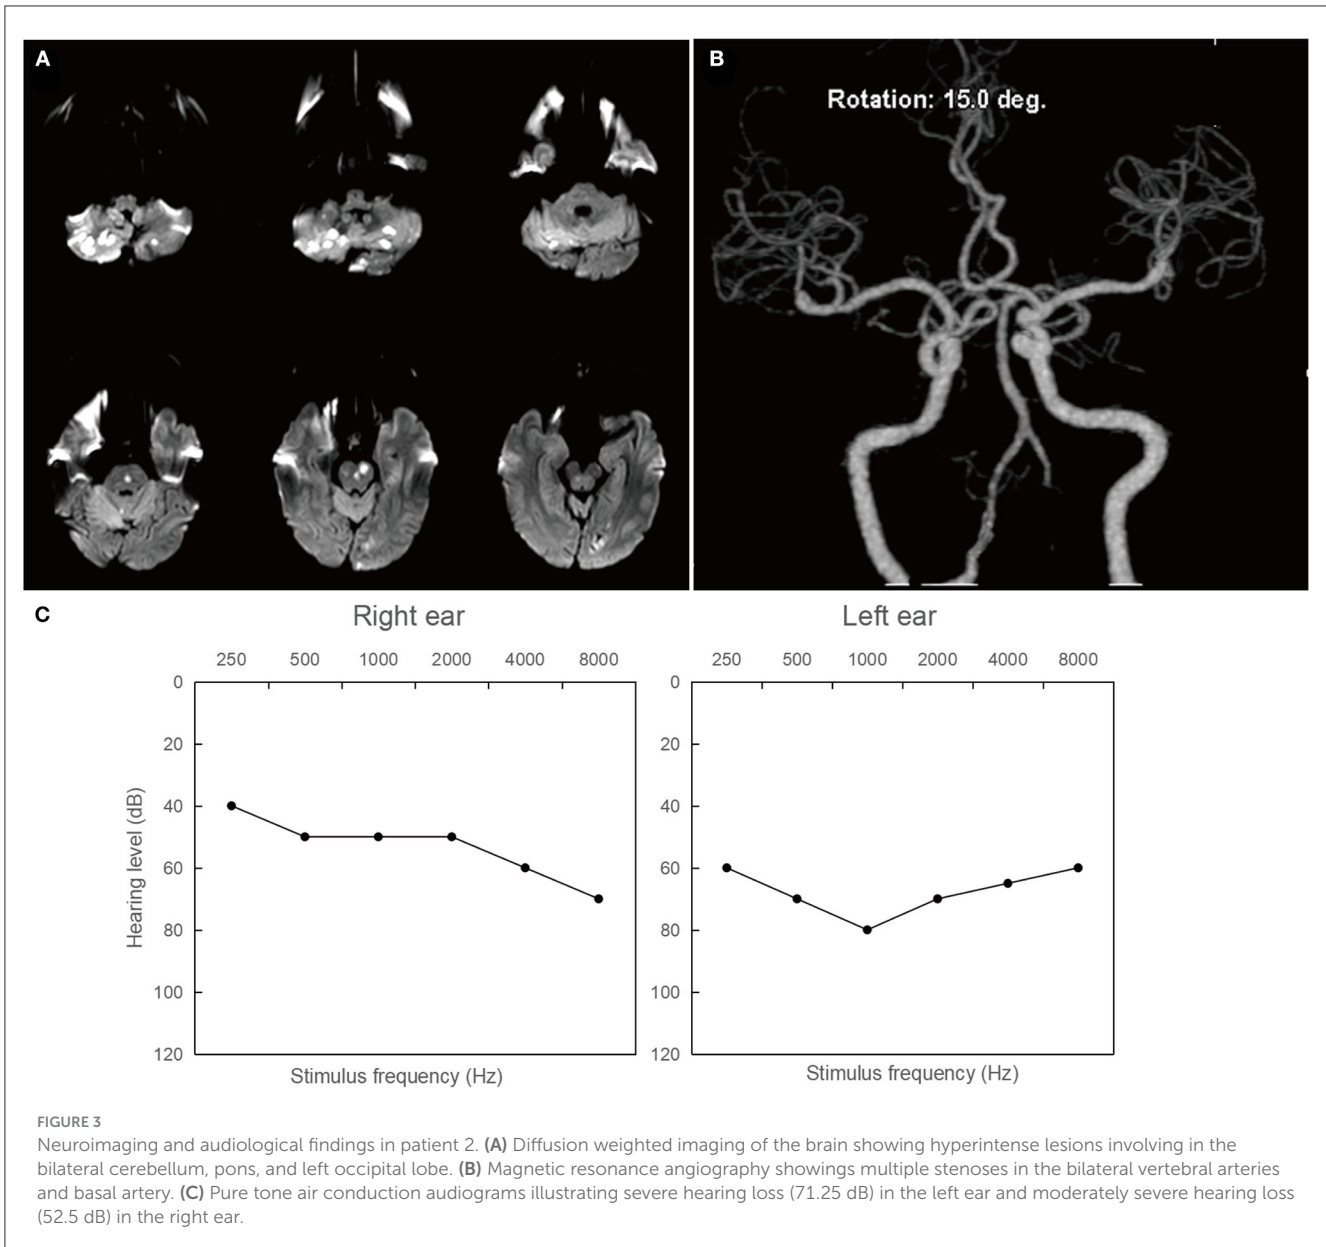 A
B
Rotation: 15.0 deg.
C
Right ear
Left ear
250 500 1000 2000 4000 8000
250 500 1000 2000 4000 8000
0
20
40
60
80
100
120
Hearing level (dB)
0
20
40
60
80
100
120
Stimulus frequency (Hz)
Stimulus frequency (Hz)
FIGURE 3
Neuroimaging and audiological findings in patient 2. (A) Diffusion weighted imaging of the brain showing hyperintense lesions involving in the
bilateral cerebellum, pons, and left occipital lobe. (B) Magnetic resonance angiography showings multiple stenoses in the bilateral vertebral arteries
and basal artery. (C) Pure tone air conduction audiograms illustrating severe hearing loss (71.25 dB) in the left ear and moderately severe hearing loss
(52.5 dB) in the right ear.